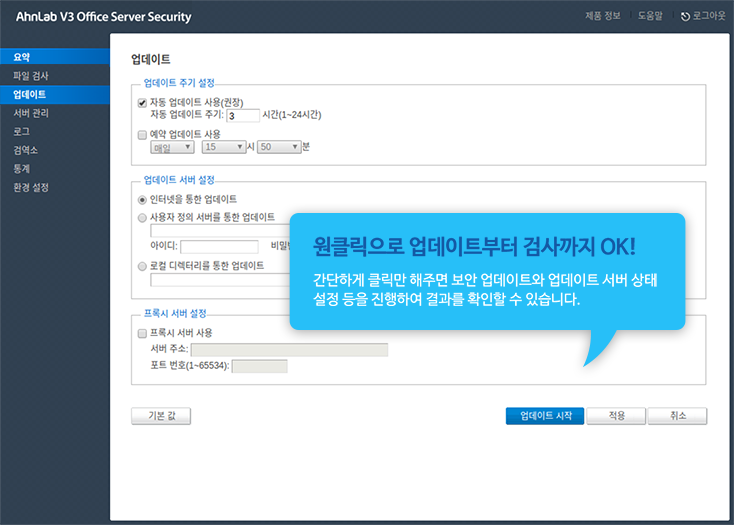 AhnLab V3 Office Server Security
제품 정보 도움말 로그아웃
요약
파일 검사
업데이트
서버 관리
로그
검역소
통계
환경 설정
업데이트
업데이트 주기 설정
자동 업데이트 사용(권장)
자동 업데이트 주기: 3 시간(1~24시간)
예약 업데이트 사용
매일 15 시 50 분
업데이트 서버 설정
인터넷을 통한 업데이트
사용자 정의 서버를 통한 업데이트
아이디:
로컬 디렉터리를 통한 업데이트
원클릭으로 업데이트부터 검사까지 OK!
간단하게 클릭만 해주면 보안 업데이트와 업데이트 서버 상태
설정 등을 진행하여 결과를 확인할 수 있습니다.
프록시 서버 설정
프록시 서버 사용
서버 주소:
포트 번호(1~65534):
기본 값 업데이트 시작 적용 취소